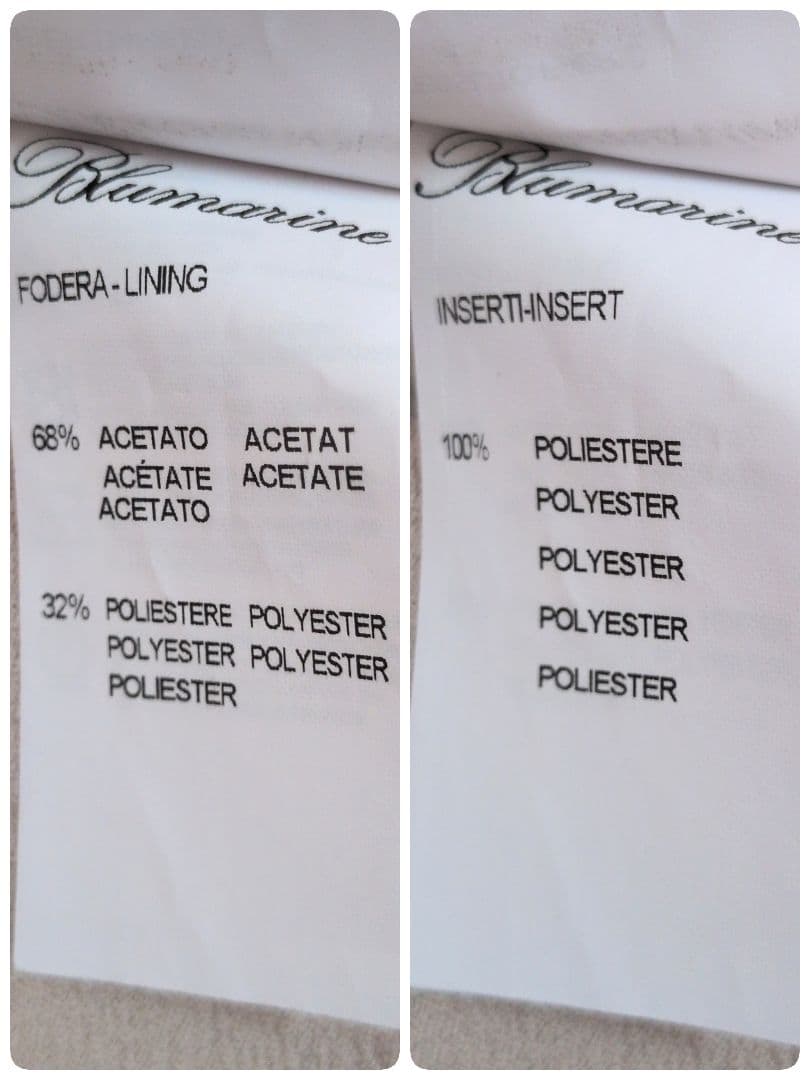 Blumarine
FODERA - LINING
68% ACETATO ACETAT
ACÉTATE ACETATE
ACETATO
32% POLIESTERE POLYESTER
POLYESTER POLYESTER
POLIESTER
Blumarine
INSERTI-INSERT
100% POLIESTERE
POLYESTER
POLYESTER
POLYESTER
POLIESTER